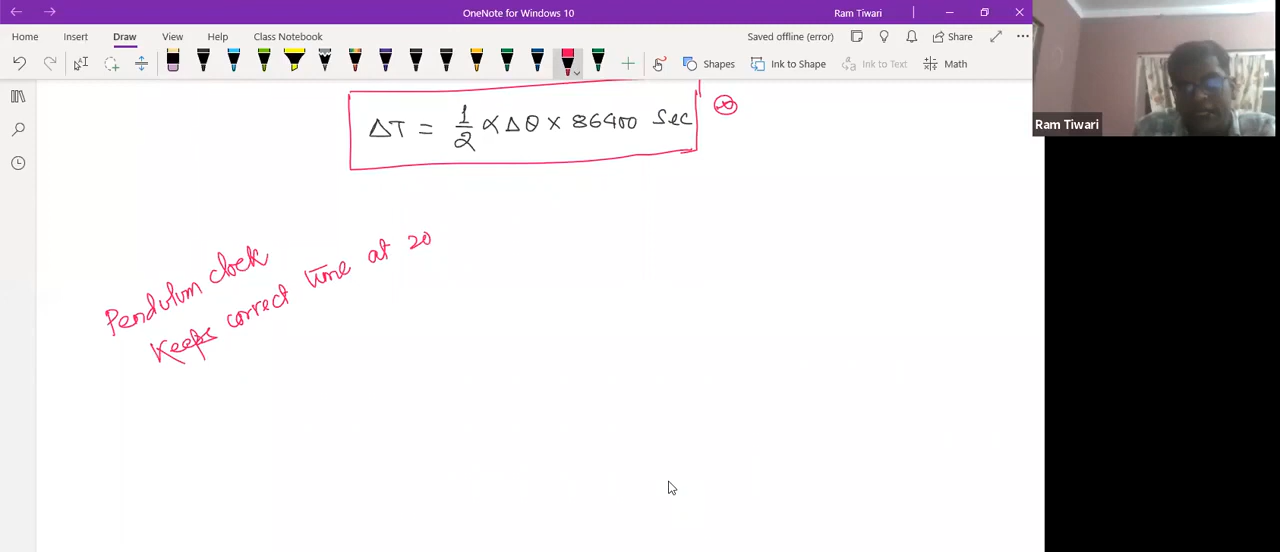 OneNote for Windows 10
Ram Tiwari
Home Insert Draw View Help Class Notebook
Saved offline (error) Share
Shapes Ink to Shape Ink to Text Math
ΔT = 1/2 α Δθ × 86400 Sec
Ram Tiwari
Pendulum clock
Keeps correct time at 20